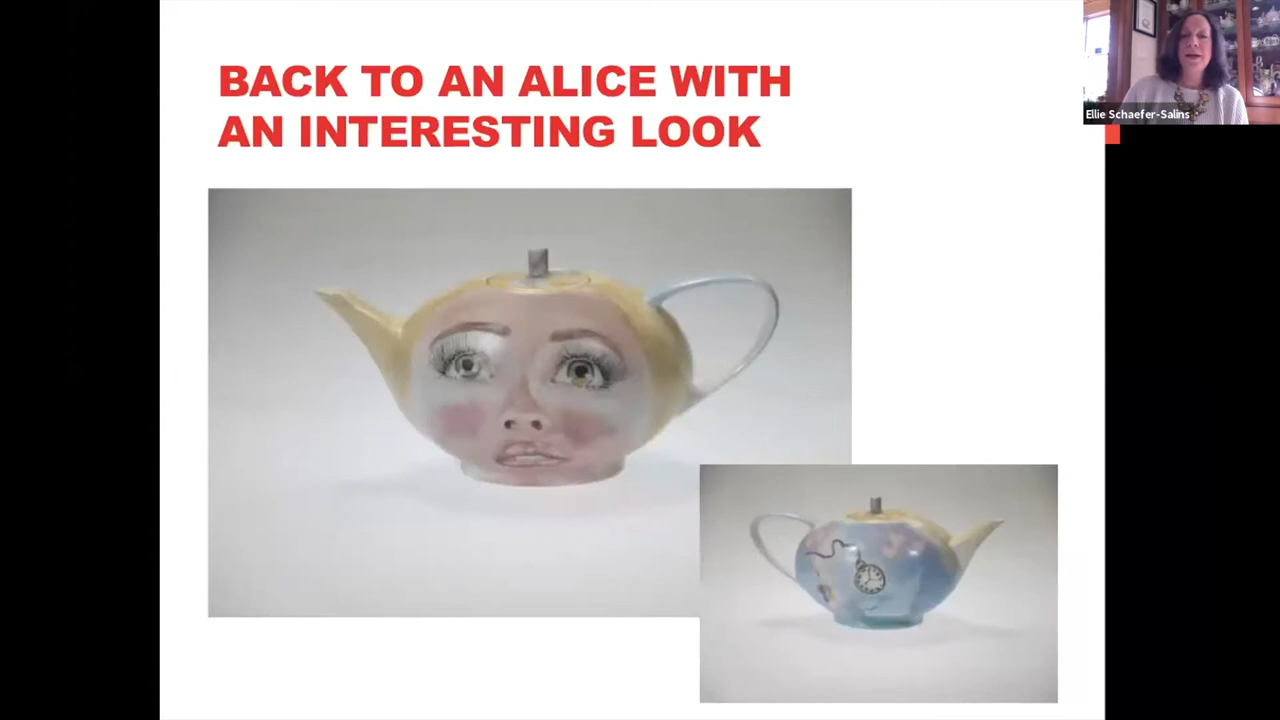 BACK TO AN ALICE WITH
AN INTERESTING LOOK
Ellie Schaefer-Salins